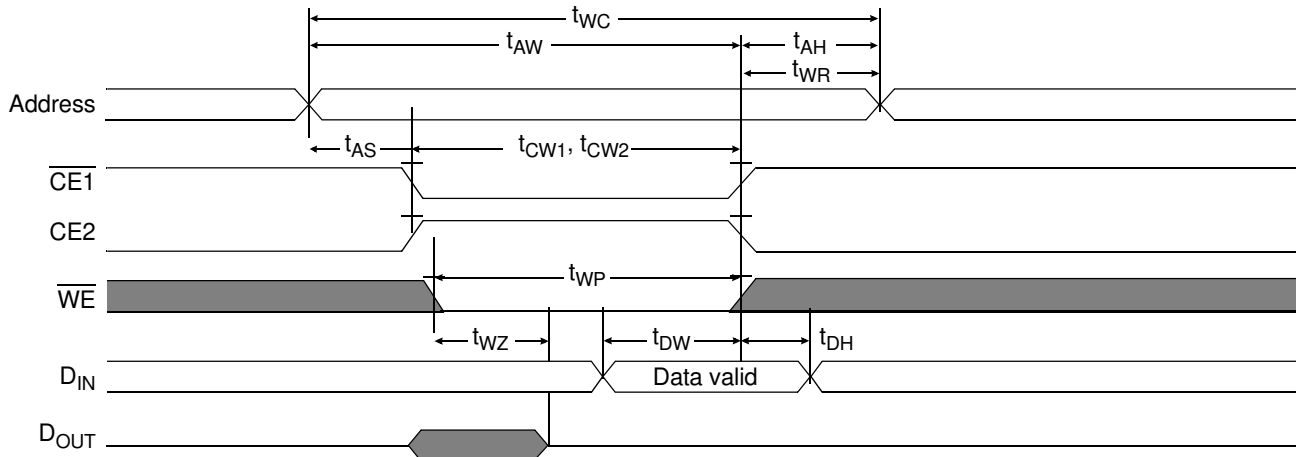 tWC
tAW tAH
tWR
Address
tAS tCW1, tCW2
CE1
CE2
tWP
WE
tWZ tDW tDH
DIN Data valid
DOUT